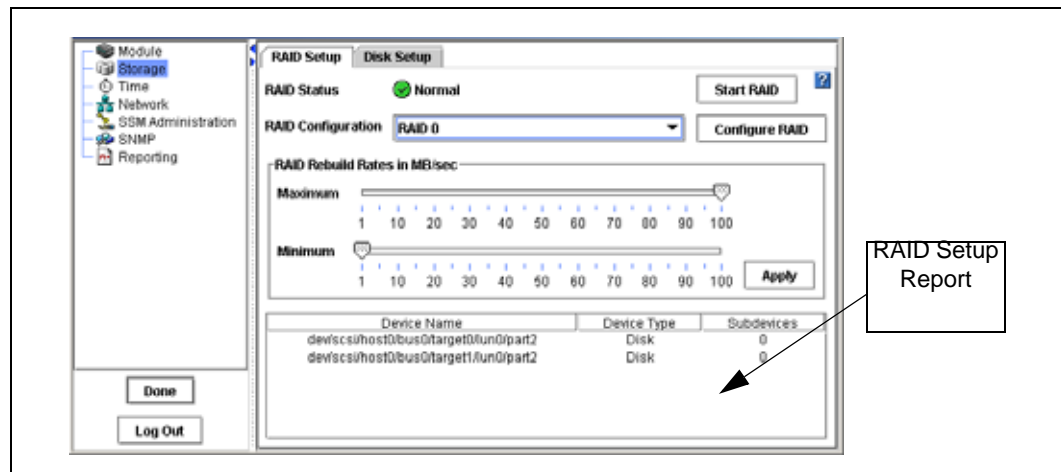 Module
Storage
Time
Network
SSM Administration
SNMP
Reporting
Done
Log Out
RAID Setup Disk Setup
RAID Status Normal Start RAID ?
RAID Configuration RAID 0 Configure RAID
RAID Rebuild Rates in MB/sec
Maximum
1 10 20 30 40 50 60 70 80 90 100
Minimum
1 10 20 30 40 50 60 70 80 90 100 Apply
Device Name Device Type Subdevices
dev/scsi/host0/bus0/target0/lun0/part2 Disk 0
dev/scsi/host0/bus0/target1/lun0/part2 Disk 0
RAID Setup
Report